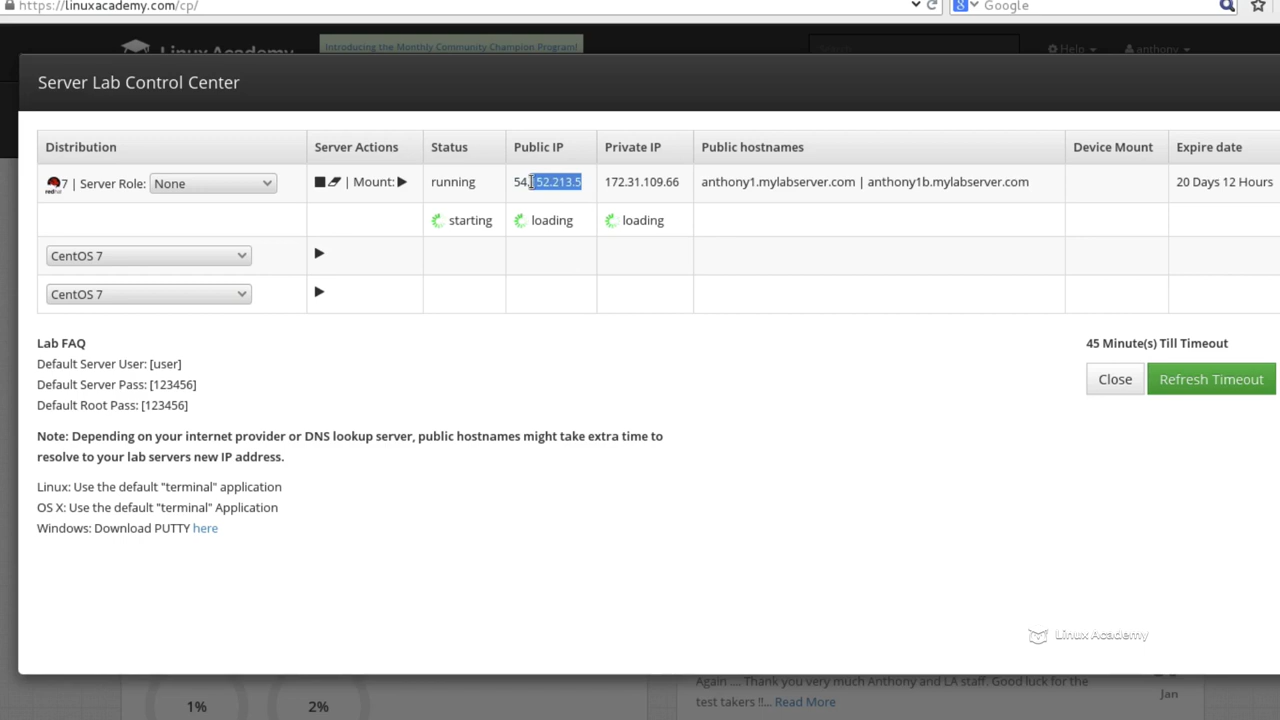 https://linuxacademy.com/cp/
Google
Linux Academy
Introducing the Monthly Community Champion Program!
Search
Help
anthony
Server Lab Control Center
Distribution Server Actions Status Public IP Private IP Public hostnames Device Mount Expire date
redhat 7 | Server Role: None | Mount: running 54. 52.213.5 172.31.109.66 anthony1.mylabserver.com | anthony1b.mylabserver.com 20 Days 12 Hours
starting loading loading
CentOS 7
CentOS 7
Lab FAQ
Default Server User: [user]
Default Server Pass: [123456]
Default Root Pass: [123456]
45 Minute(s) Till Timeout
Close Refresh Timeout
Note: Depending on your internet provider or DNS lookup server, public hostnames might take extra time to
resolve to your lab servers new IP address.
Linux: Use the default "terminal" application
OS X: Use the default "terminal" Application
Windows: Download PUTTY here
Linux Academy
1% 2%
Again .... Thank you very much Anthony and LA staff. Good luck for the
test takers !!... Read More
Jan